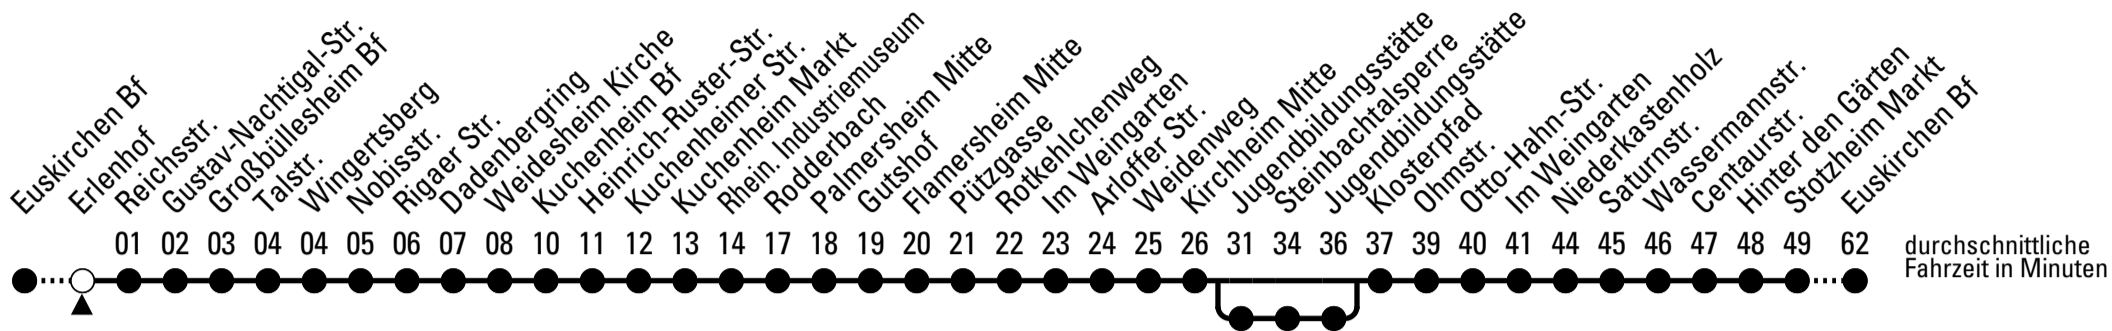 Euskirchen Bf
Erlenhof
Reichsstr.
Gustav-Nachtigal-Str.
Großbüllesheim Bf
Talstr.
Wingertsberg
Nobisstr.
Rigaer Str.
Dadenbergring
Weidesheim Kirche
Kuchenheim Bf
Heinrich-Ruster-Str.
Kuchenheimer Str.
Kuchenheim Markt
Rhein. Industriemuseum
Rodderbach
Palmersheim Mitte
Gutshof
Flamersheim Mitte
Pützgasse
Rotkehlchenweg
Im Weingarten
Arloffer Str.
Weidenweg
Kirchheim Mitte
Jugendbildungsstätte
Steinbachtalsperre
Jugendbildungsstätte
Klosterpfad
Ohmstr.
Otto-Hahn-Str.
Im Weingarten
Niederkastenholz
Saturnstr.
Wassermannstr.
Centaurstr.
Hinter den Gärten
Stotzheim Markt
Euskirchen Bf
01 02 03 04 04 05 06 07 08 10 11 12 13 14 17 18 19 20 21 22 23 24 25 26 31 34 36 37 39 40 41 44 45 46 47 48 49 62
durchschnittliche
Fahrzeit in Minuten